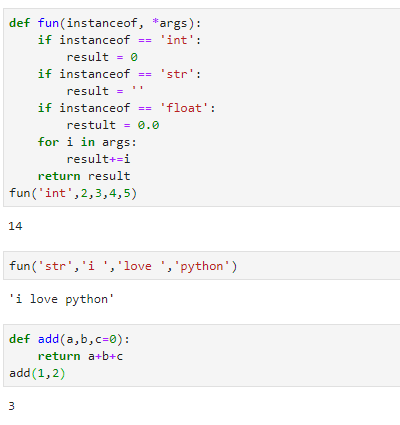 def fun(instanceof, *args):
    if instanceof == 'int':
        result = 0
    if instanceof == 'str':
        result = ''
    if instanceof == 'float':
        restult = 0.0
    for i in args:
        result+=i
    return result
fun('int',2,3,4,5)
14
fun('str','i ','love ','python')
'i love python'
def add(a,b,c=0):
    return a+b+c
add(1,2)
3